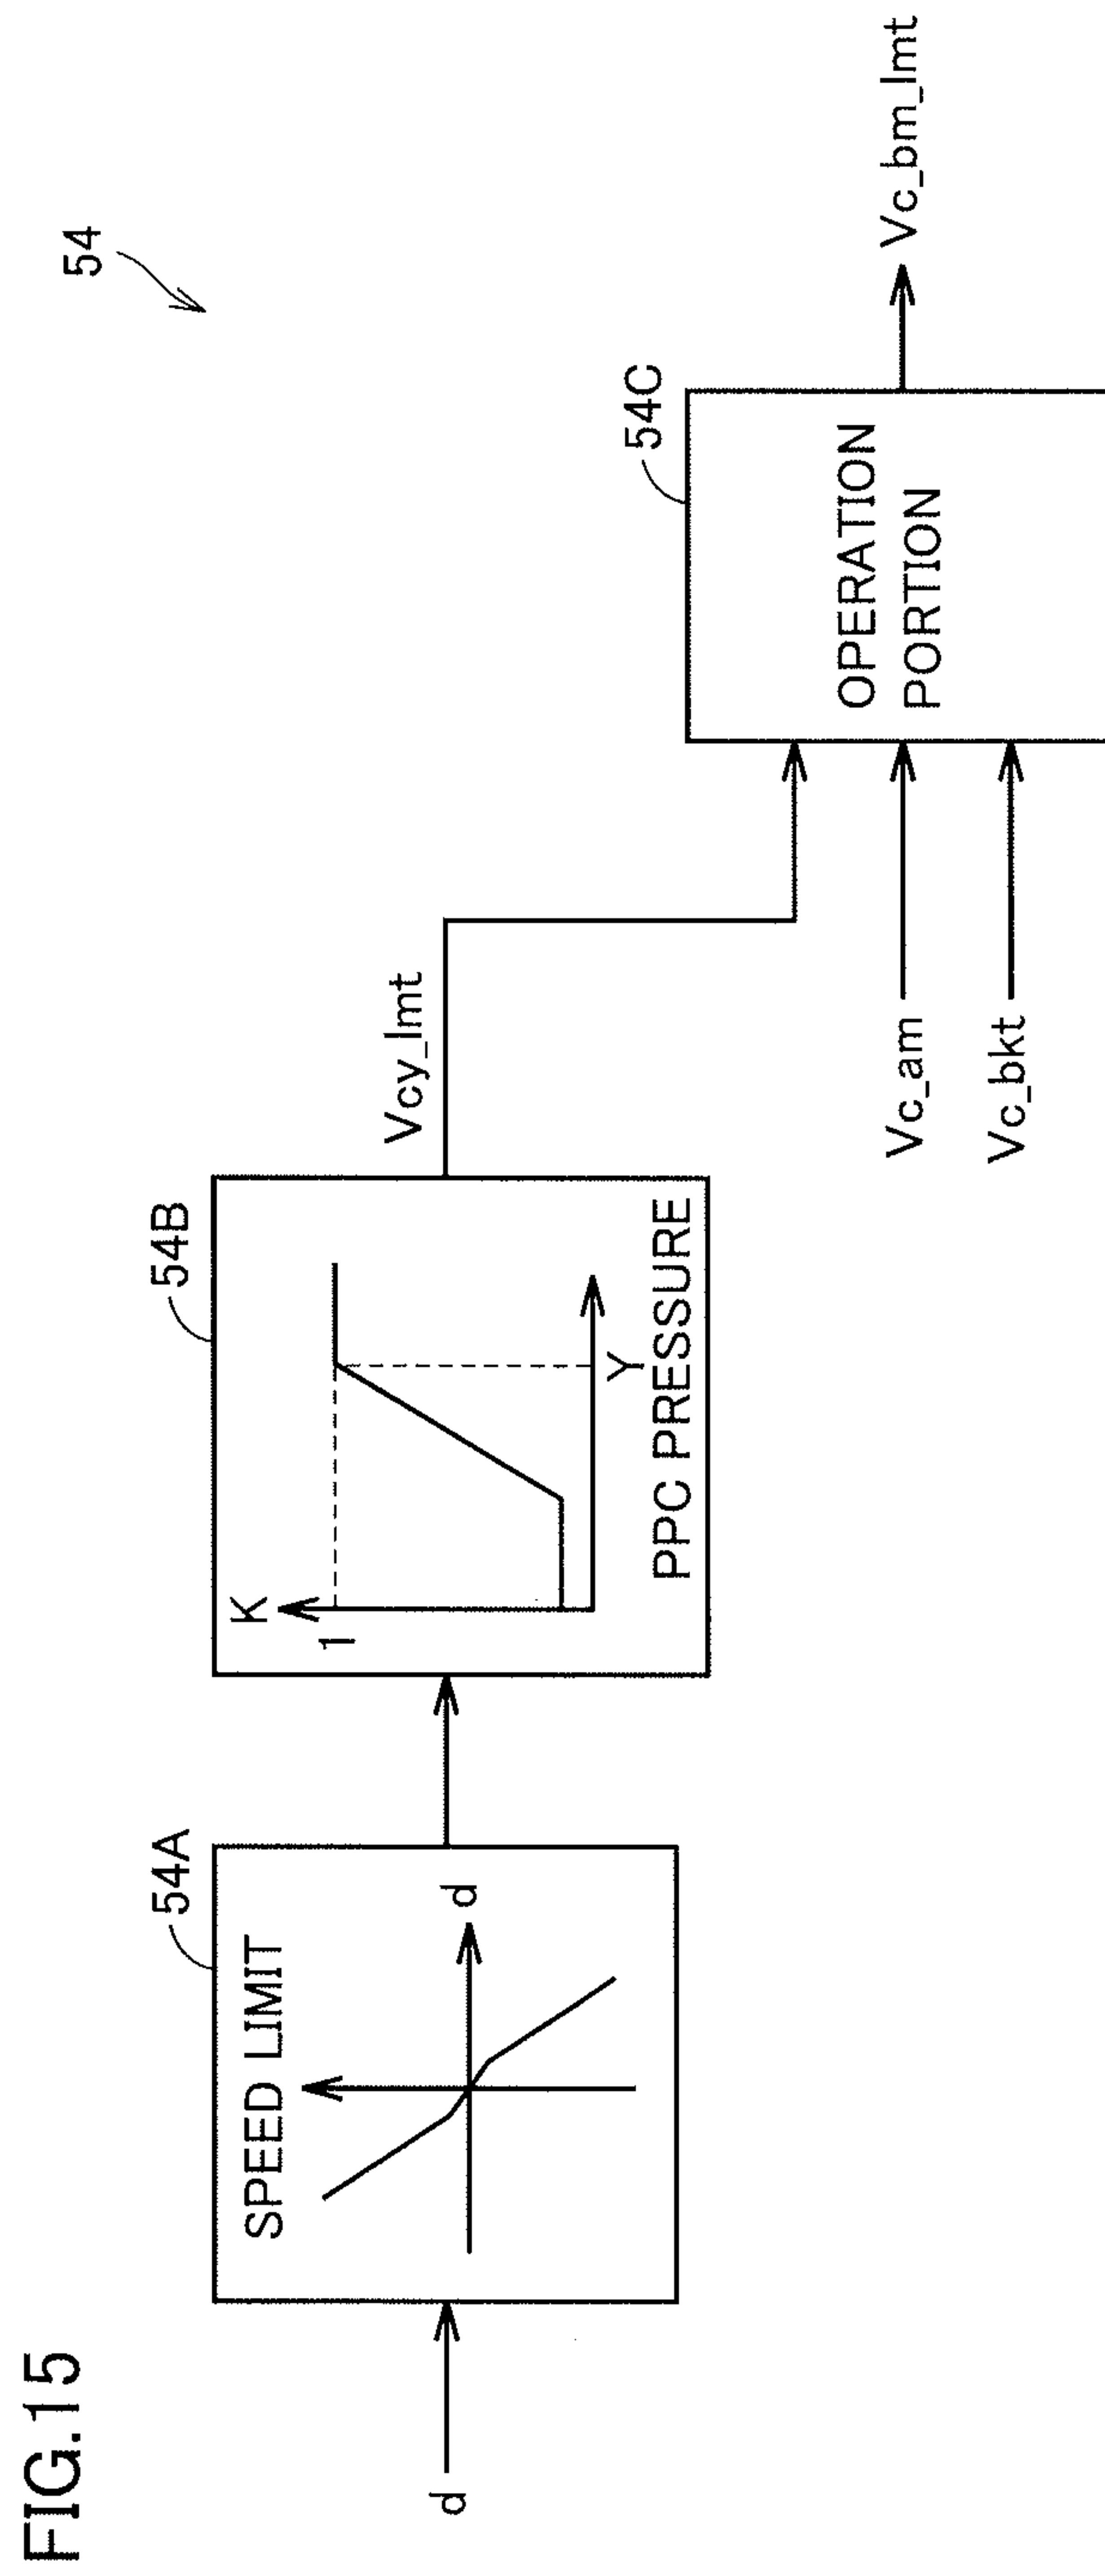 FIG.15
54
d
54A
SPEED LIMIT
d
54B
K
1
Y
PPC PRESSURE
Vcy_lmt
Vc_am
Vc_bkt
54C
OPERATION
PORTION
Vc_bm_lmt